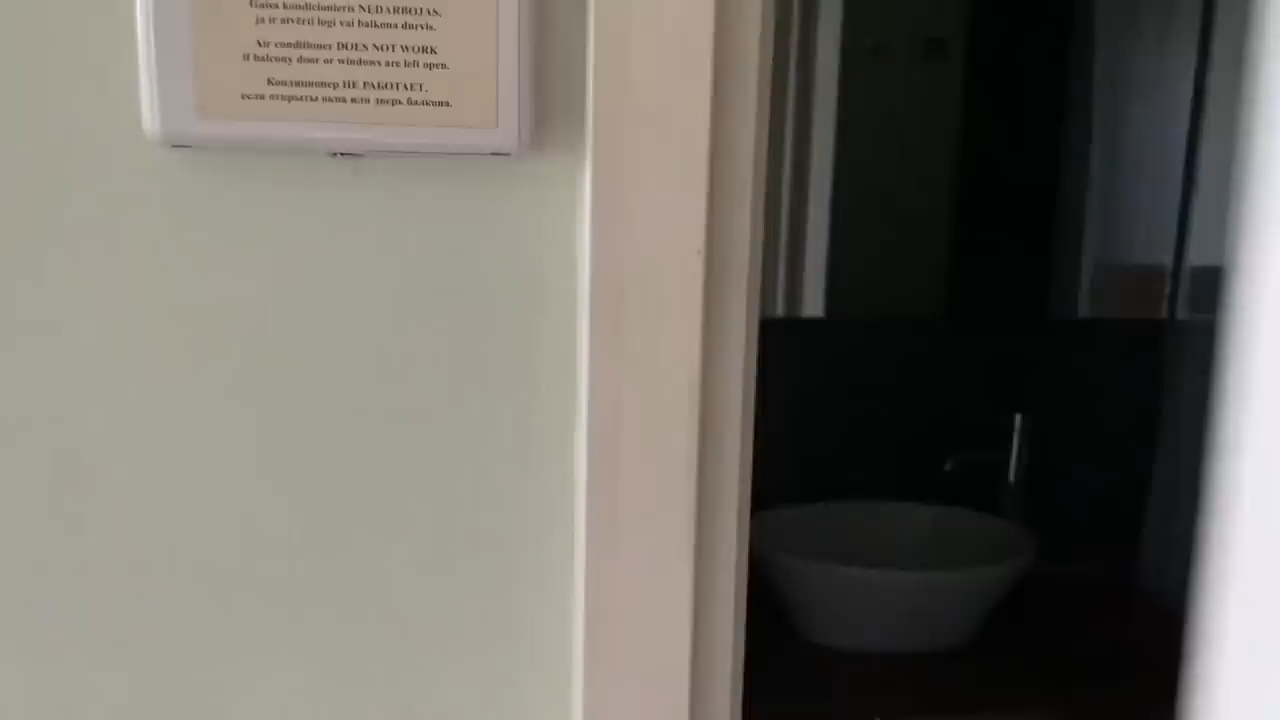 Gaisa kondicionieris NEDARBOJAS,
ja ir atvērti logi vai balkona durvis.
Air conditioner DOES NOT WORK
if balcony door or windows are left open.
Кондиционер НЕ РАБОТАЕТ,
если открыты окна или дверь балкона.